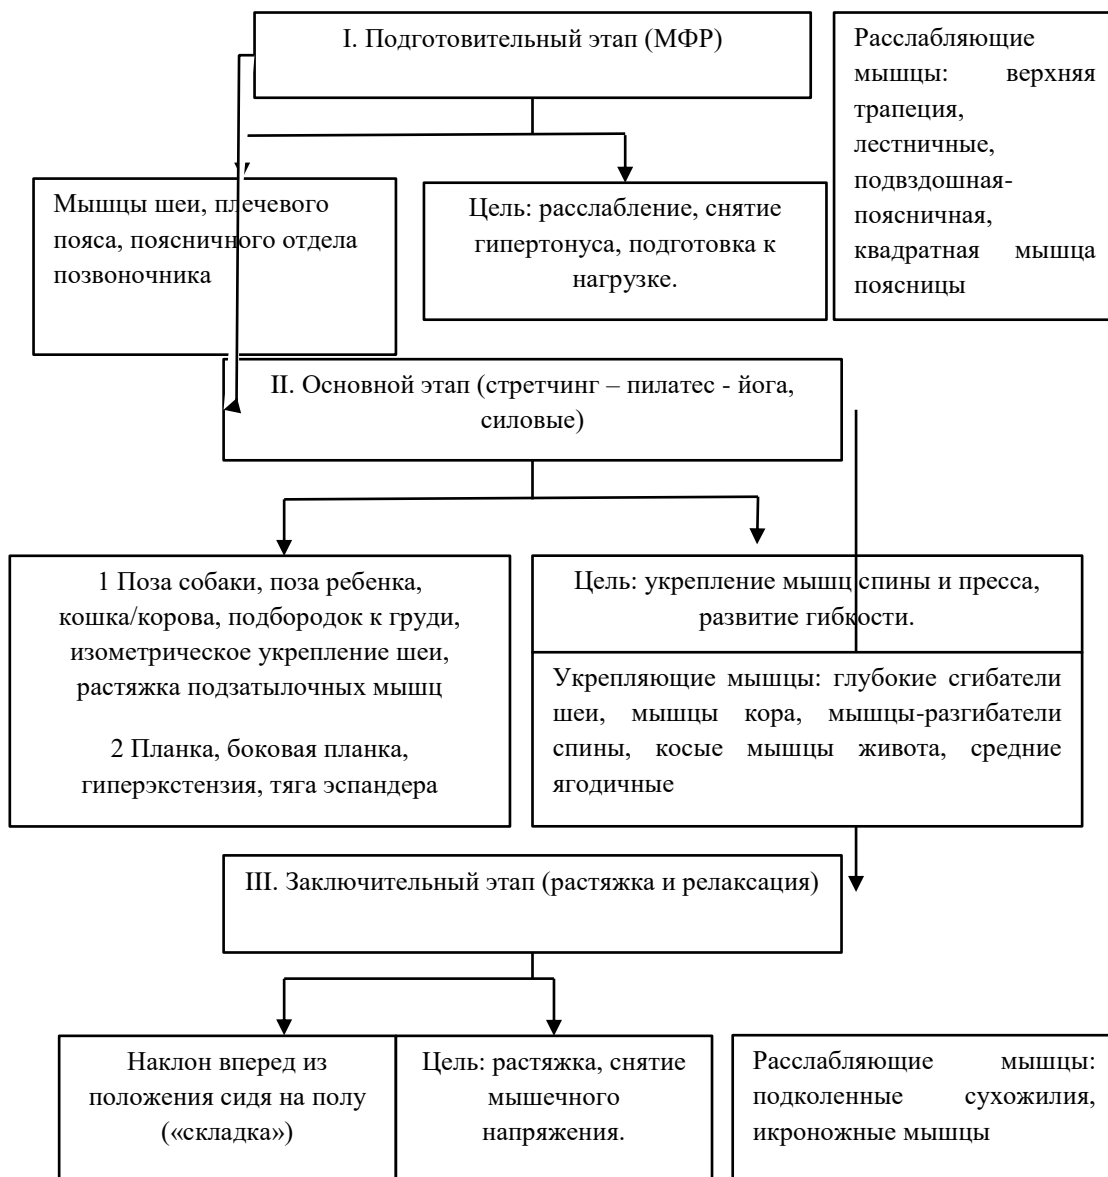 I. Подготовительный этап (МФР)
Расслабляющие
мышцы: верхняя
трапеция,
лестничные,
подвздошная-
поясничная,
квадратная мышца
поясницы
Мышцы шеи, плечевого
пояса, поясничного отдела
позвоночника
Цель: расслабление, снятие
гипертонуса, подготовка к
нагрузке.
II. Основной этап (стретчинг – пилатес - йога,
силовые)
1 Поза собаки, поза ребенка,
кошка/корова, подбородок к груди,
изометрическое укрепление шеи,
растяжка подзатылочных мышц
2 Планка, боковая планка,
гиперэкстензия, тяга эспандера
Цель: укрепление мышц спины и пресса,
развитие гибкости.
Укрепляющие мышцы: глубокие сгибатели
шеи, мышцы кора, мышцы-разгибатели
спины, косые мышцы живота, средние
ягодичные
III. Заключительный этап (растяжка и релаксация)
Наклон вперед из
положения сидя на полу
(«складка»)
Цель: растяжка, снятие
мышечного
напряжения.
Расслабляющие мышцы:
подколенные сухожилия,
икроножные мышцы